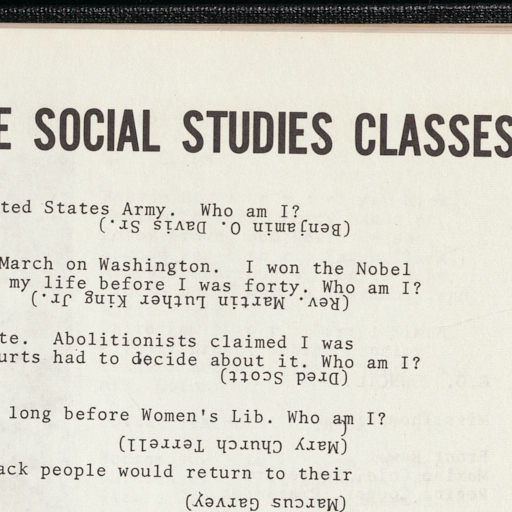 E SOCIAL STUDIES CLASSES
ted States Army. Who am I?
(Benjamin O. Davis Sr.)
March on Washington. I won the Nobel
my life before I was forty. Who am I?
(Rev. Martin Luther King Jr.)
te. Abolitionists claimed I was
urts had to decide about it. Who am I?
(Dred Scott)
long before Women's Lib. Who am I?
(Mary Church Terrell)
ack people would return to their
(Marcus Garvey)